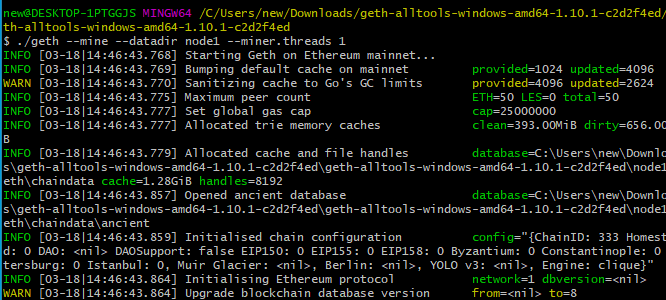 new@DESKTOP-1PTGGJS MINGW64 /C/Users/new/Downloads/geth-alltools-windows-amd64-1.10.1-c2d2f4ed/
th-alltools-windows-amd64-1.10.1-c2d2f4ed
$ ./geth --mine --datadir node1 --miner.threads 1
INFO [03-18|14:46:43.768] Starting Geth on Ethereum mainnet...
INFO [03-18|14:46:43.769] Bumping default cache on mainnet provided=1024 updated=4096
WARN [03-18|14:46:43.770] Sanitizing cache to Go's GC limits provided=4096 updated=2624
INFO [03-18|14:46:43.775] Maximum peer count ETH=50 LES=0 total=50
INFO [03-18|14:46:43.777] Set global gas cap cap=25000000
INFO [03-18|14:46:43.777] Allocated trie memory caches clean=393.00MiB dirty=656.00
B
INFO [03-18|14:46:43.779] Allocated cache and file handles database=C:\Users\new\Downl
s\geth-alltools-windows-amd64-1.10.1-c2d2f4ed\geth-alltools-windows-amd64-1.10.1-c2d2f4ed\node1
eth\chaindata cache=1.28GiB handles=8192
INFO [03-18|14:46:43.857] Opened ancient database database=C:\Users\new\Downl
s\geth-alltools-windows-amd64-1.10.1-c2d2f4ed\geth-alltools-windows-amd64-1.10.1-c2d2f4ed\node1
eth\chaindata\ancient
INFO [03-18|14:46:43.859] Initialised chain configuration config="{ChainID: 333 Homest
d: 0 DAO: <nil> DAOSupport: false EIP150: 0 EIP155: 0 EIP158: 0 Byzantium: 0 Constantinople: 0
tersburg: 0 Istanbul: 0, Muir Glacier: <nil>, Berlin: <nil>, YOLO v3: <nil>, Engine: clique}"
INFO [03-18|14:46:43.864] Initialising Ethereum protocol network=1 dbversion=<nil>
WARN [03-18|14:46:43.864] Upgrade blockchain database version from=<nil> to=8